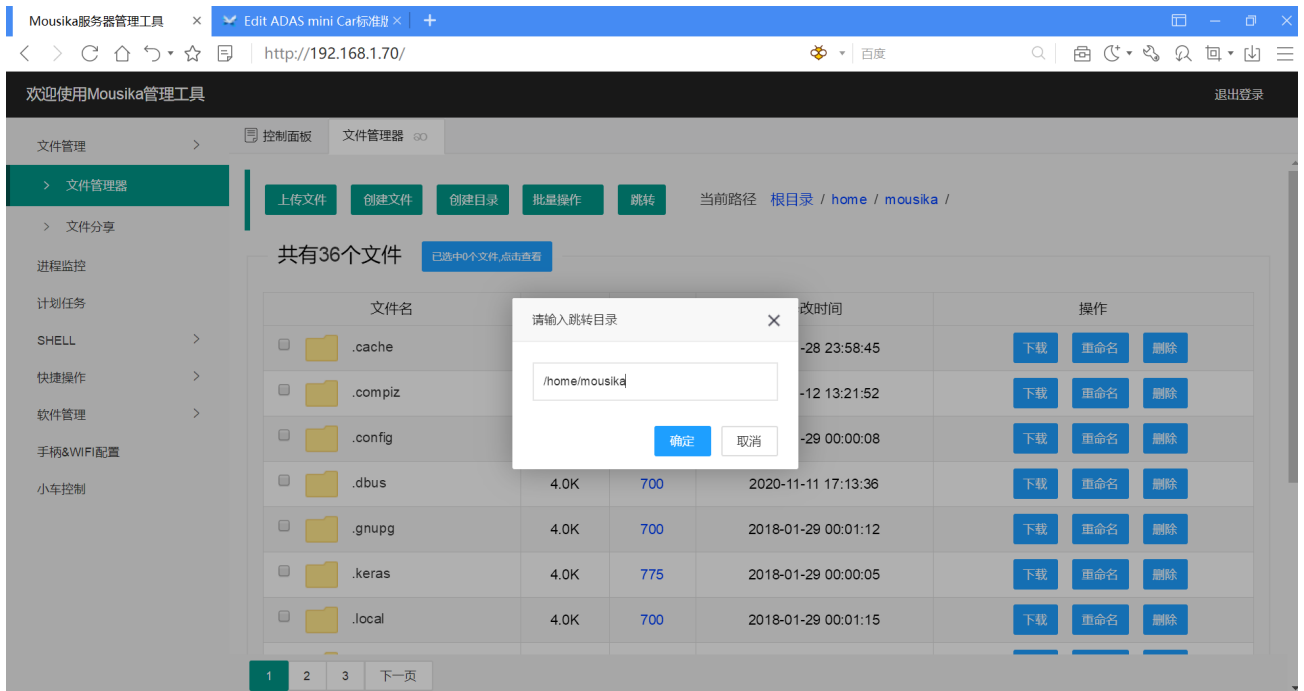 Mousika服务器管理工具 × Edit ADAS mini Car标准版 × +
http://192.168.1.70/ 百度
欢迎使用Mousika管理工具 退出登录
文件管理
文件管理器
文件分享
进程监控
计划任务
SHELL
快捷操作
软件管理
手柄&WIFI配置
小车控制
控制面板 文件管理器
上传文件 创建文件 创建目录 批量操作 跳转 当前路径 根目录 / home / mousika /
共有36个文件 已选中0个文件,点击查看
文件名 改时间 操作
.cache -28 23:58:45 下载 重命名 删除
.compiz -12 13:21:52 下载 重命名 删除
.config -29 00:00:08 下载 重命名 删除
.dbus 4.0K 700 2020-11-11 17:13:36 下载 重命名 删除
.gnupg 4.0K 700 2018-01-29 00:01:12 下载 重命名 删除
.keras 4.0K 775 2018-01-29 00:00:05 下载 重命名 删除
.local 4.0K 700 2018-01-29 00:01:15 下载 重命名 删除
请输入跳转目录
/home/mousika
确定 取消
1 2 3 下一页